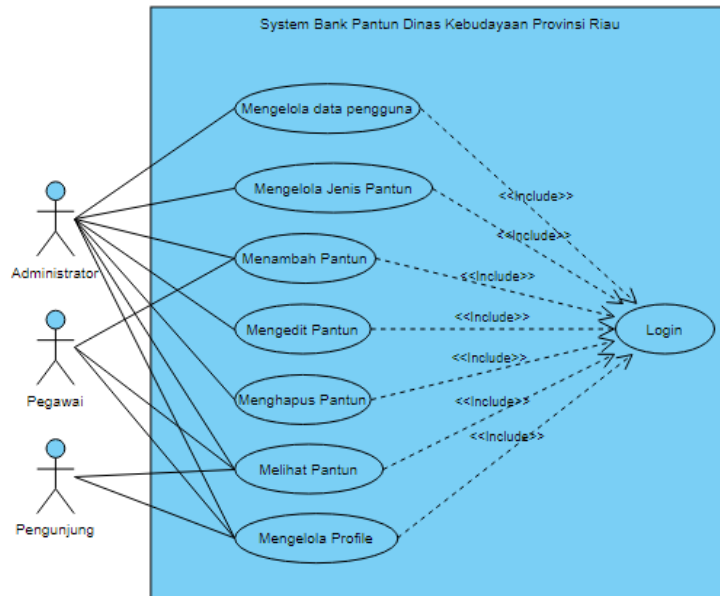 System Bank Pantun Dinas Kebudayaan Provinsi Riau
Mengelola data pengguna
Mengelola Jenis Pantun
<<Include>>
Administrator
Menambah Pantun
<<Include>>
<<Include>>
Mengedit Pantun
<<Include>>
Login
Pegawai
Menghapus Pantun
<<Include>>
Melihat Pantun
<<Include>>
<<Include>>
Pengunjung
Mengelola Profile